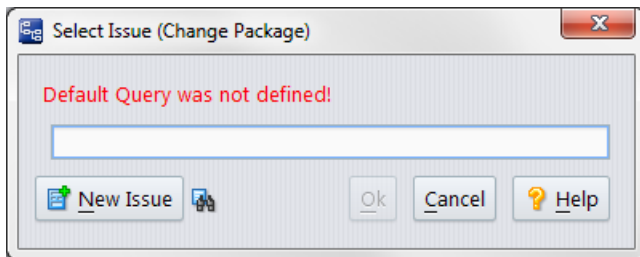 Select Issue (Change Package)
Default Query was not defined!
New Issue Ok Cancel Help